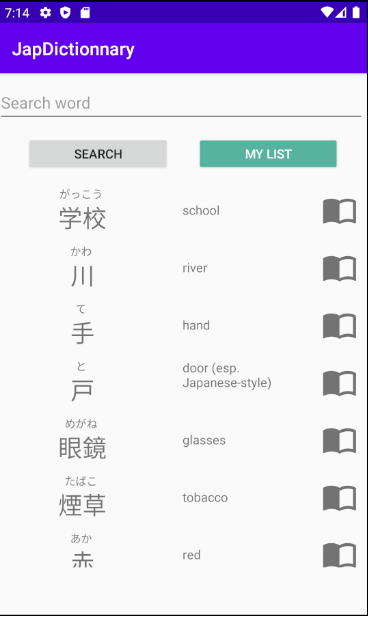 7:14
JapDictionnary
Search word
SEARCH
MY LIST
がっこう
学校
school
かわ
川
river
て
手
hand
と
戸
door (esp.
Japanese-style)
めがね
眼鏡
glasses
たばこ
煙草
tobacco
あか
赤
red